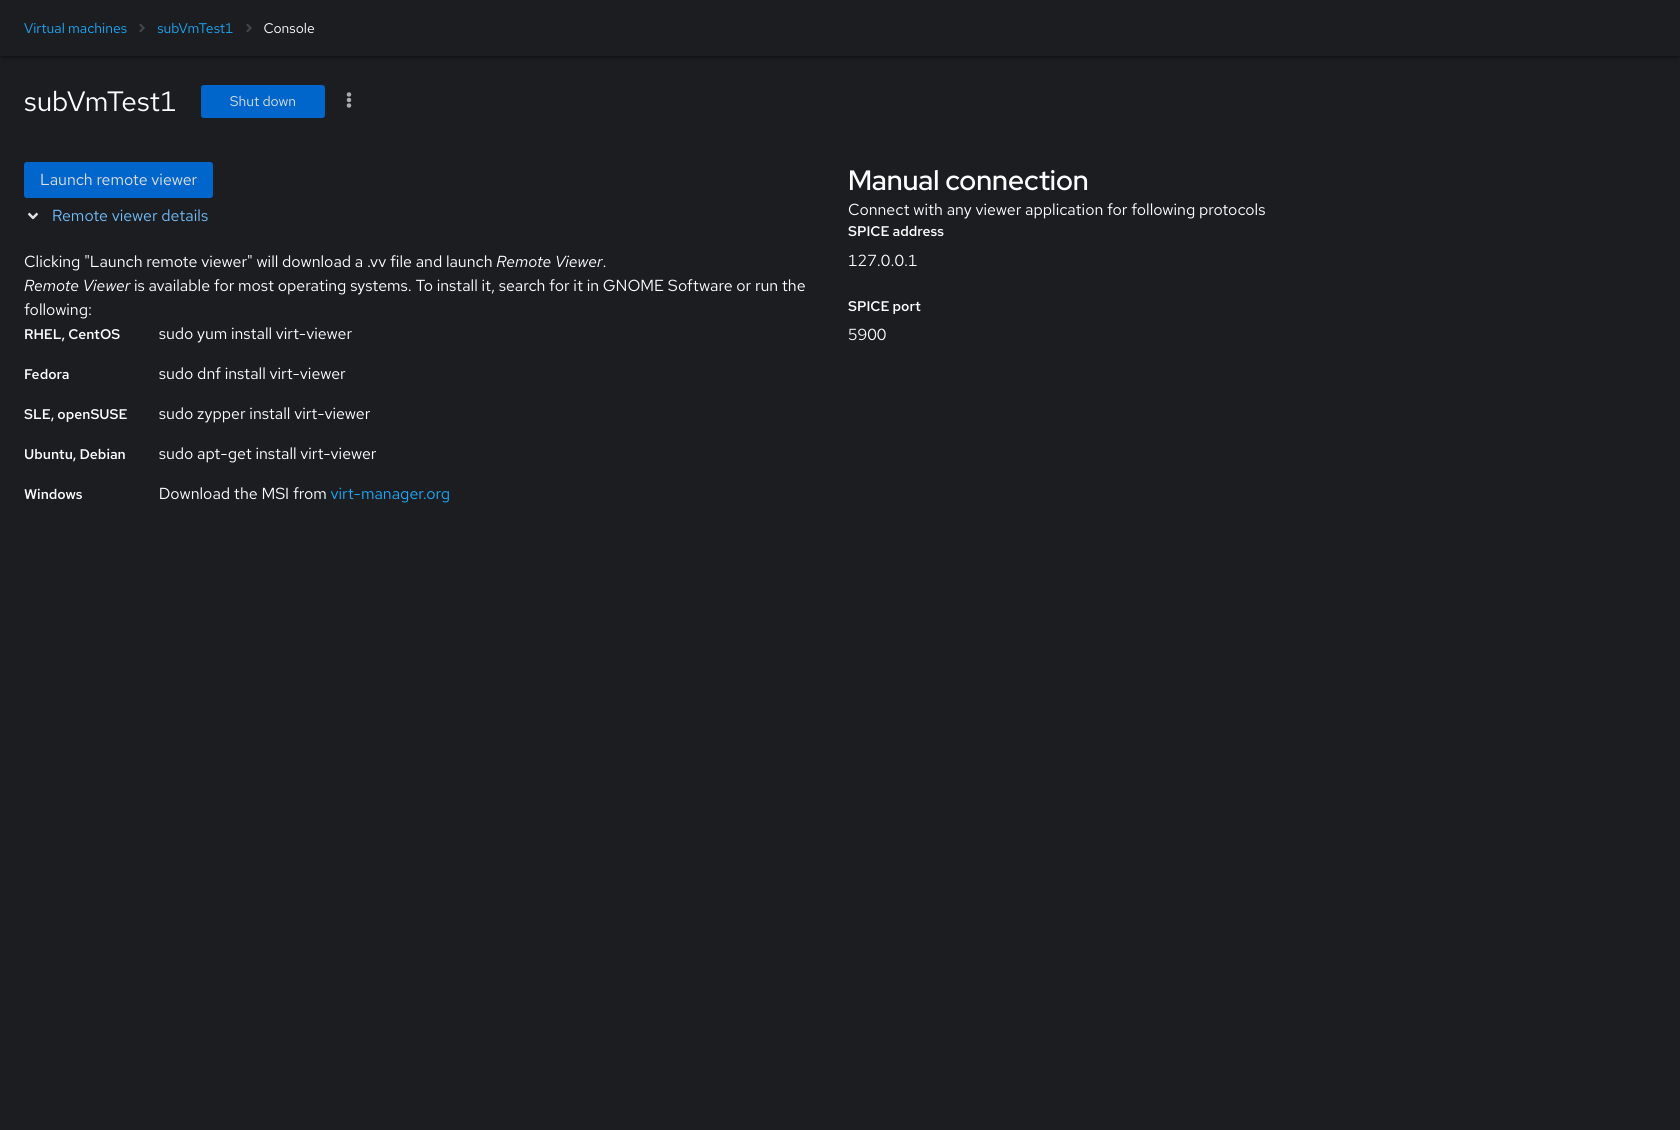 Virtual machines > subVmTest1 > Console
subVmTest1 Shut down
Launch remote viewer
Remote viewer details
Clicking "Launch remote viewer" will download a .vv file and launch Remote Viewer.
Remote Viewer is available for most operating systems. To install it, search for it in GNOME Software or run the
following:
RHEL, CentOS sudo yum install virt-viewer
Fedora sudo dnf install virt-viewer
SLE, openSUSE sudo zypper install virt-viewer
Ubuntu, Debian sudo apt-get install virt-viewer
Windows Download the MSI from virt-manager.org
Manual connection
Connect with any viewer application for following protocols
SPICE address
127.0.0.1
SPICE port
5900